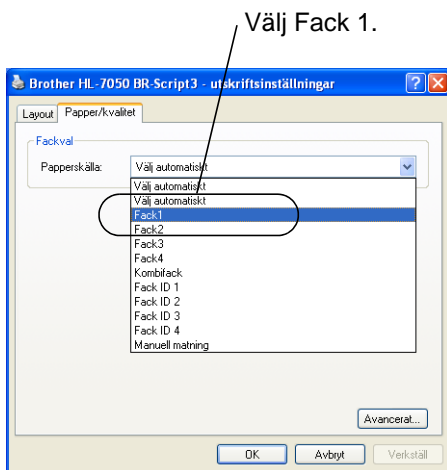 Välj Fack 1.
Brother HL-7050 BR-Script3 - utskriftsinställningar
Layout Papper/kvalitet
Fackval
Papperskälla: Välj automatiskt
Välj automatiskt
Välj automatiskt
Fack1
Fack2
Fack3
Fack4
Kombifack
Fack ID 1
Fack ID 2
Fack ID 3
Fack ID 4
Manuell matning
Avancerat...
OK Avbryt Verkställ